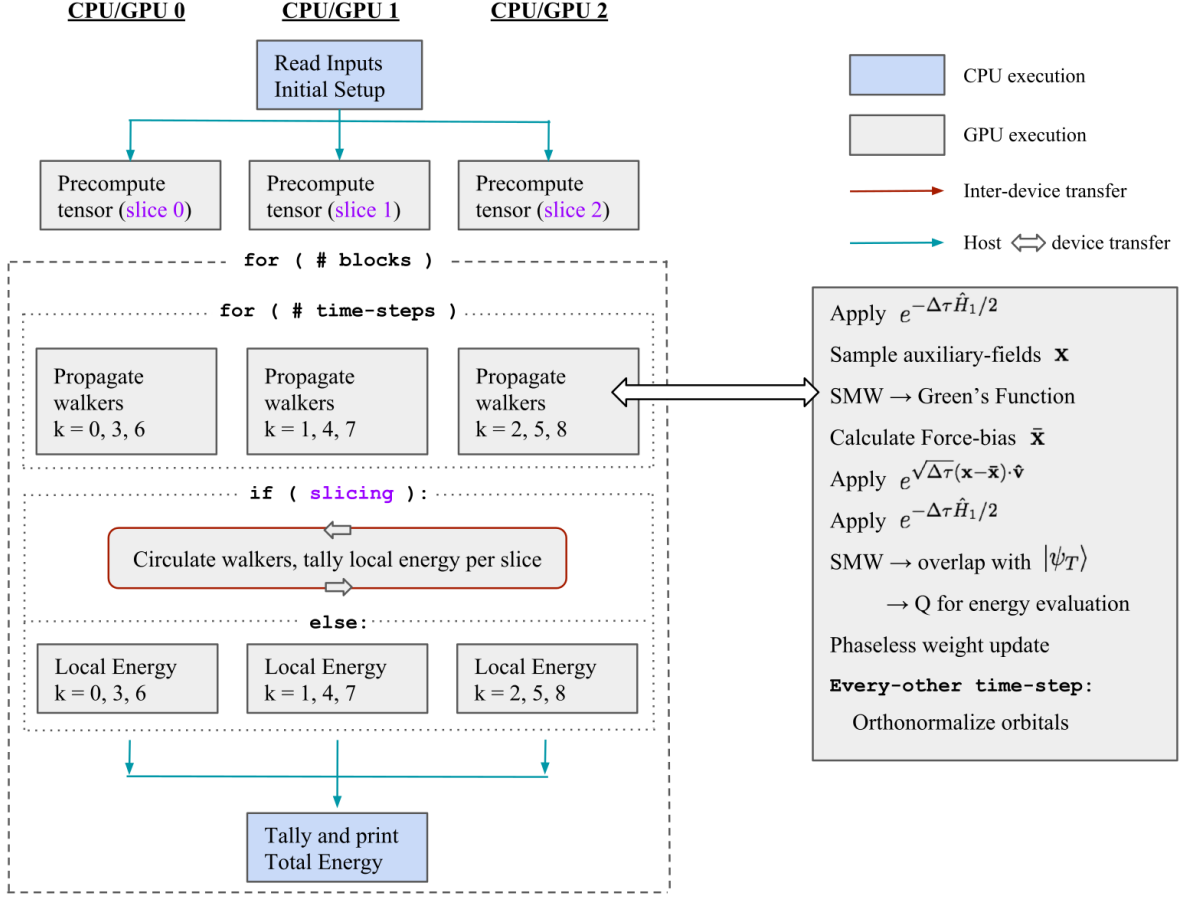 CPU/GPU 0 CPU/GPU 1 CPU/GPU 2
Read Inputs
Initial Setup
Precompute
tensor (slice 0)
Precompute
tensor (slice 1)
Precompute
tensor (slice 2)
for ( # blocks )
for ( # time-steps )
Propagate
walkers
k = 0, 3, 6
Propagate
walkers
k = 1, 4, 7
Propagate
walkers
k = 2, 5, 8
if ( slicing ):
Circulate walkers, tally local energy per slice
else:
Local Energy
k = 0, 3, 6
Local Energy
k = 1, 4, 7
Local Energy
k = 2, 5, 8
Tally and print
Total Energy
CPU execution
GPU execution
Inter-device transfer
Host ⇔ device transfer
Apply e^{−Δτ Ĥ₁/2}
Sample auxiliary-fields x
SMW → Green's Function
Calculate Force-bias x̄
Apply e^{√Δτ(x−x̄)·v̂}
Apply e^{−Δτ Ĥ₁/2}
SMW → overlap with |ψ_T⟩
→ Q for energy evaluation
Phaseless weight update
Every-other time-step:
Orthonormalize orbitals